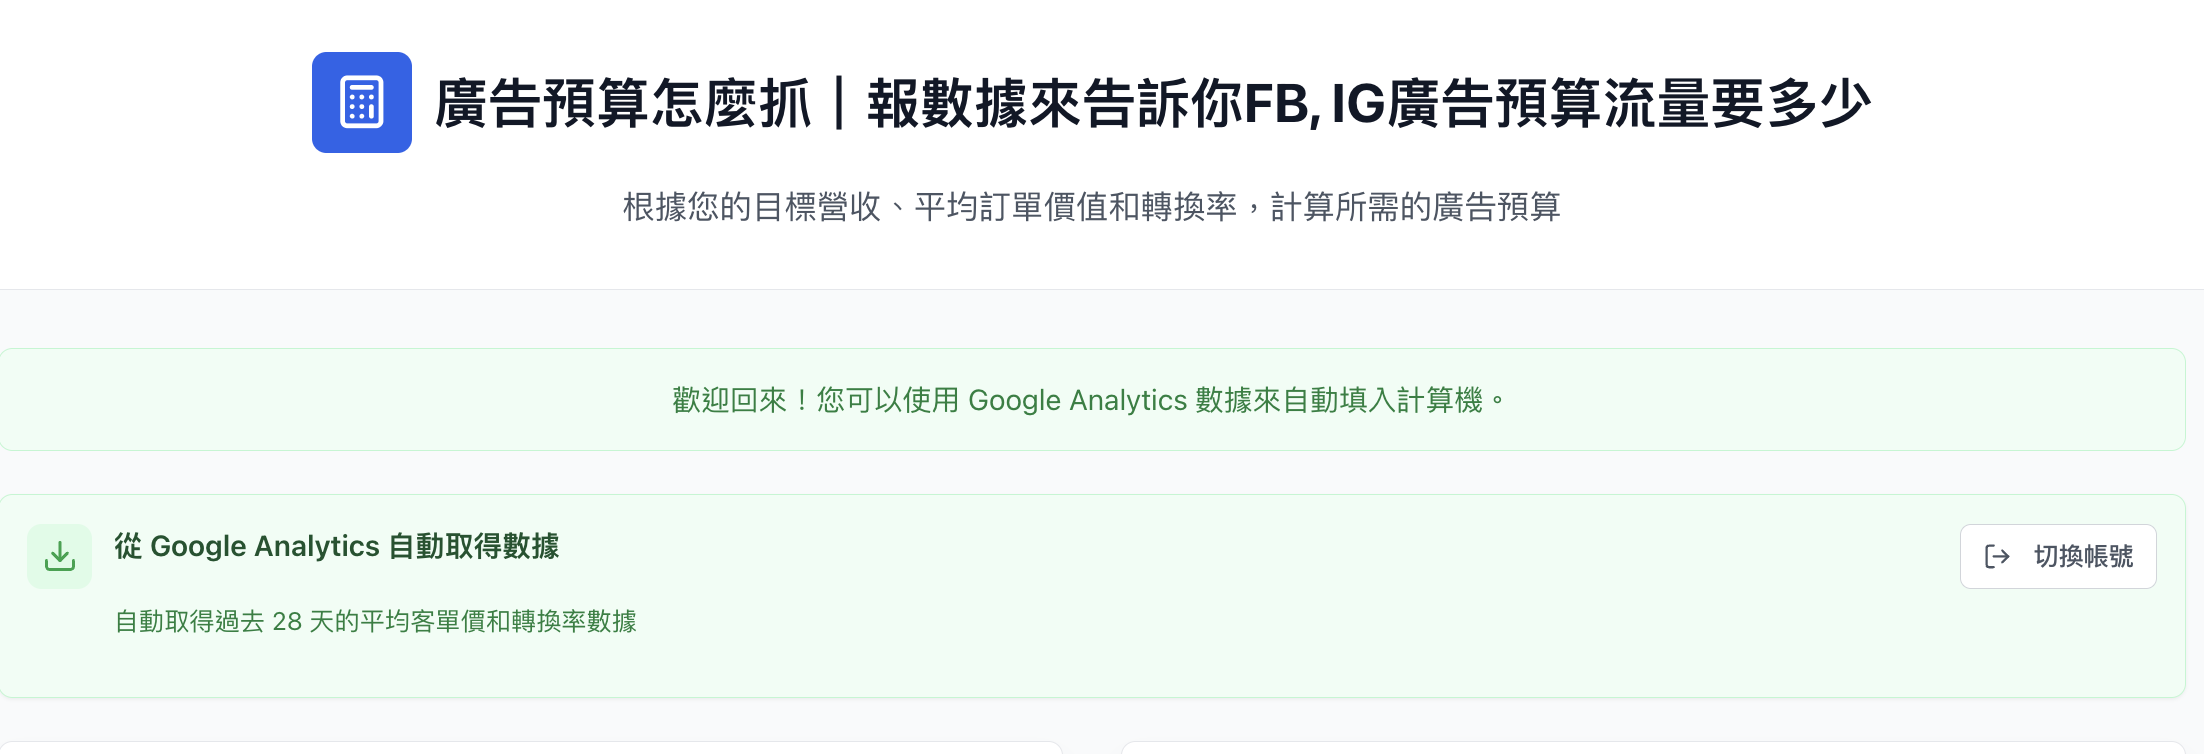 廣告預算怎麼抓｜報數據來告訴你FB, IG廣告預算流量要多少
根據您的目標營收、平均訂單價值和轉換率，計算所需的廣告預算
歡迎回來！您可以使用 Google Analytics 數據來自動填入計算機。
從 Google Analytics 自動取得數據
切換帳號
自動取得過去 28 天的平均客單價和轉換率數據